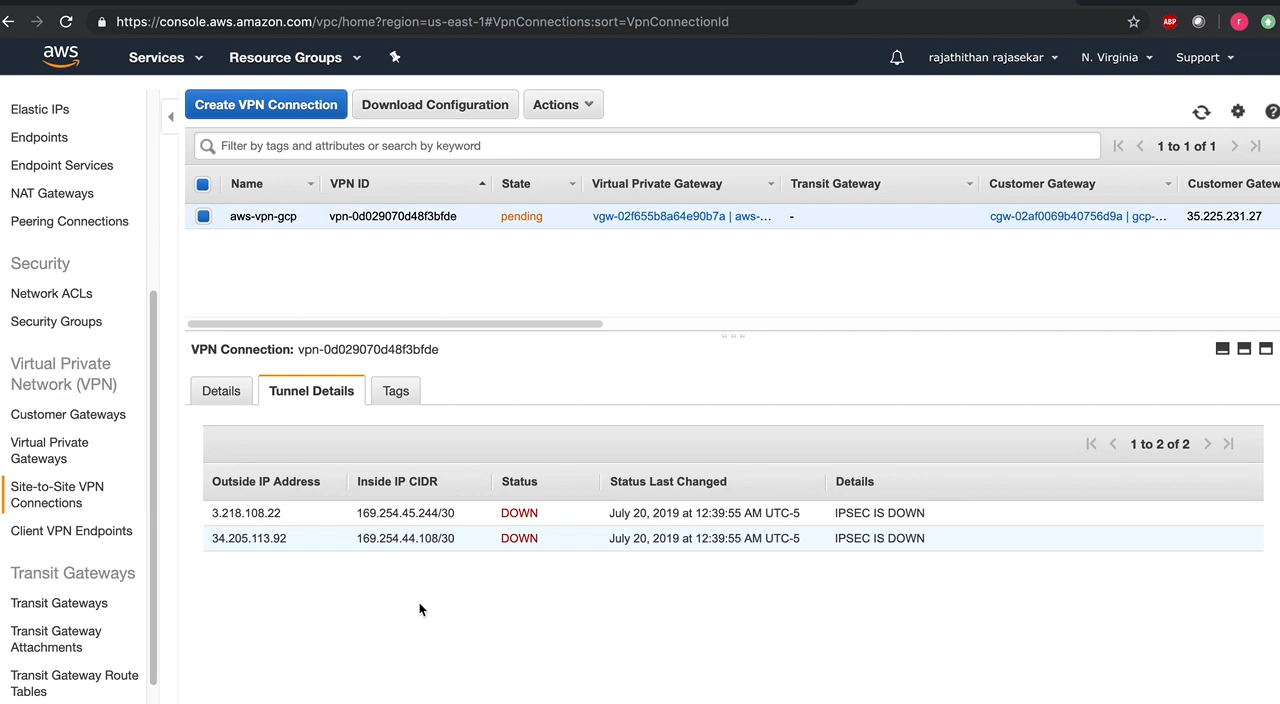 https://console.aws.amazon.com/vpc/home?region=us-east-1#VpnConnections:sort=VpnConnectionId
ABP
r
aws
Services
Resource Groups
rajathithan rajasekar
N. Virginia
Support
Elastic IPs
Endpoints
Endpoint Services
NAT Gateways
Peering Connections
Security
Network ACLs
Security Groups
Virtual Private
Network (VPN)
Customer Gateways
Virtual Private
Gateways
Site-to-Site VPN
Connections
Client VPN Endpoints
Transit Gateways
Transit Gateways
Transit Gateway
Attachments
Transit Gateway Route
Tables
Create VPN Connection
Download Configuration
Actions
Filter by tags and attributes or search by keyword
1 to 1 of 1
Name VPN ID State Virtual Private Gateway Transit Gateway Customer Gateway Customer Gatew
aws-vpn-gcp vpn-0d029070d48f3bfde pending vgw-02f655b8a64e90b7a | aws-... - cgw-02af0069b40756d9a | gcp-... 35.225.231.27
VPN Connection: vpn-0d029070d48f3bfde
Details
Tunnel Details
Tags
1 to 2 of 2
Outside IP Address Inside IP CIDR Status Status Last Changed Details
3.218.108.22 169.254.45.244/30 DOWN July 20, 2019 at 12:39:55 AM UTC-5 IPSEC IS DOWN
34.205.113.92 169.254.44.108/30 DOWN July 20, 2019 at 12:39:55 AM UTC-5 IPSEC IS DOWN